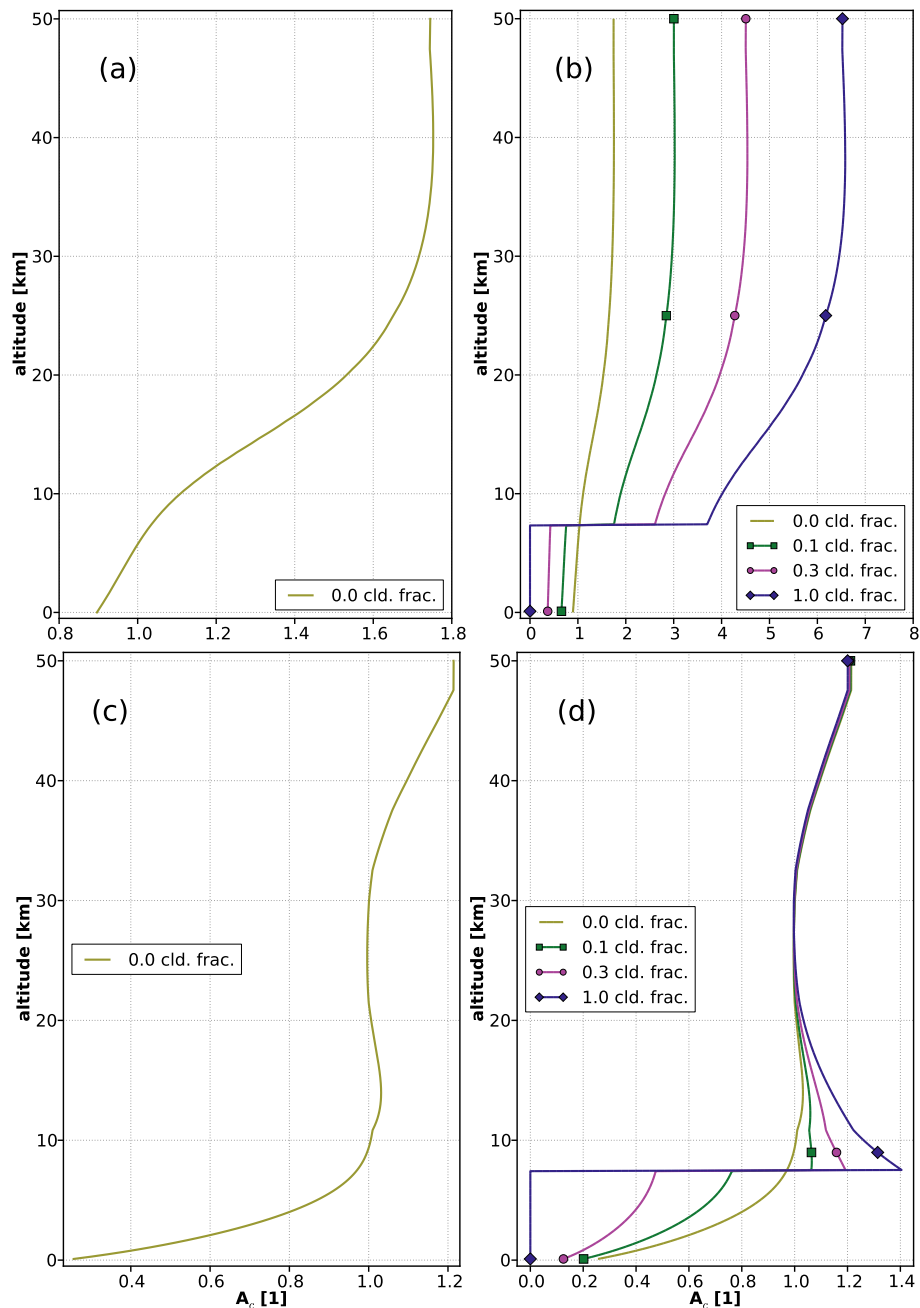 50
40
30
20
10
0
altitude [km]
(a)
0.0 cld. frac.
0.8 1.0 1.2 1.4 1.6 1.8
50
40
30
20
10
0
altitude [km]
(b)
0.0 cld. frac.
0.1 cld. frac.
0.3 cld. frac.
1.0 cld. frac.
0 1 2 3 4 5 6 7 8
50
40
30
20
10
0
altitude [km]
(c)
0.0 cld. frac.
0.4 0.6 0.8 1.0 1.2
A_c [1]
50
40
30
20
10
0
altitude [km]
(d)
0.0 cld. frac.
0.1 cld. frac.
0.3 cld. frac.
1.0 cld. frac.
0.0 0.2 0.4 0.6 0.8 1.0 1.2 1.4
A_c [1]